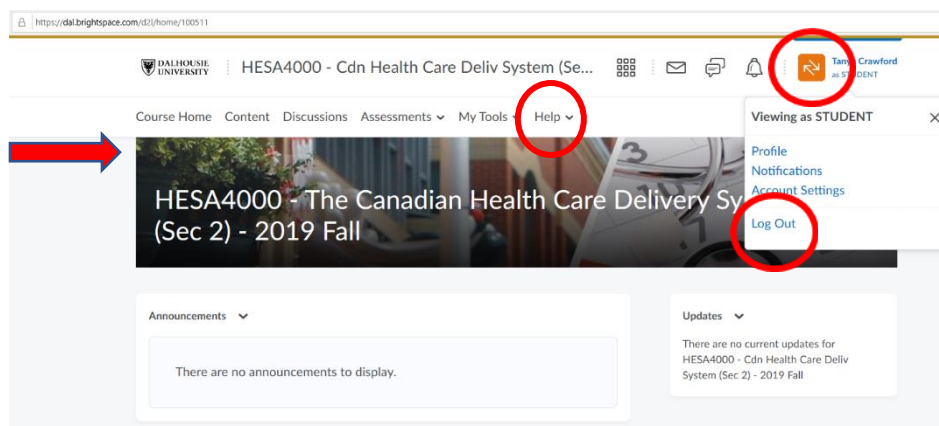 https://dal.brightspace.com/d2l/home/100511
DALHOUSIE
UNIVERSITY
HESA4000 - Cdn Health Care Deliv System (Se...
Crawford
as STUDENT
Course Home Content Discussions Assessments My Tools Help
Viewing as STUDENT
Profile
Notifications
Account Settings
Log Out
HESA4000 - The Canadian Health Care Delivery Sy
(Sec 2) - 2019 Fall
Announcements
There are no announcements to display.
Updates
There are no current updates for
HESA4000 - Cdn Health Care Deliv
System (Sec 2) - 2019 Fall